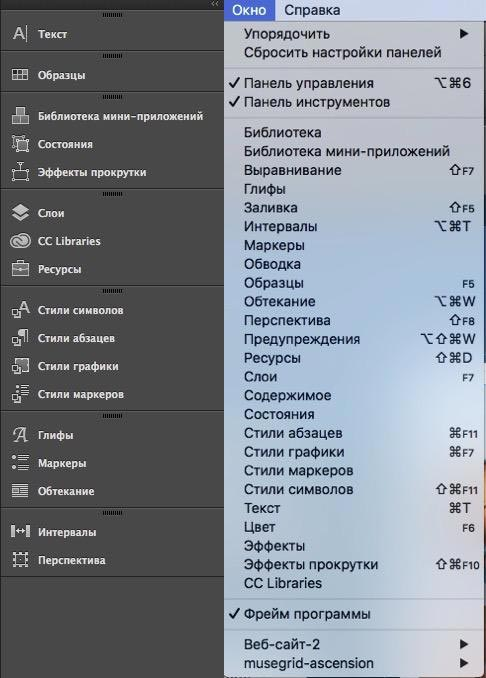 Текст
Образцы
Библиотека мини-приложений
Состояния
Эффекты прокрутки
Слои
CC Libraries
Ресурсы
Стили символов
Стили абзацев
Стили графики
Стили маркеров
Глифы
Маркеры
Обтекание
Интервалы
Перспектива
Окно Справка
Упорядочить ▶
Сбросить настройки панелей
✓ Панель управления ⌥⌘6
✓ Панель инструментов
Библиотека
Библиотека мини-приложений
Выравнивание ⇧F7
Глифы
Заливка ⇧F5
Интервалы ⌥⌘T
Маркеры
Обводка
Образцы F5
Обтекание ⌥⌘W
Перспектива ⇧F8
Предупреждения ⌥⇧⌘W
Ресурсы ⇧⌘D
Слои F7
Содержимое
Состояния
Стили абзацев ⌘F11
Стили графики ⌘F7
Стили маркеров
Стили символов ⇧⌘F11
Текст ⌘T
Цвет F6
Эффекты
Эффекты прокрутки ⇧⌘F10
CC Libraries
✓ Фрейм программы
Веб-сайт-2 ▶
musegrid-ascension ▶